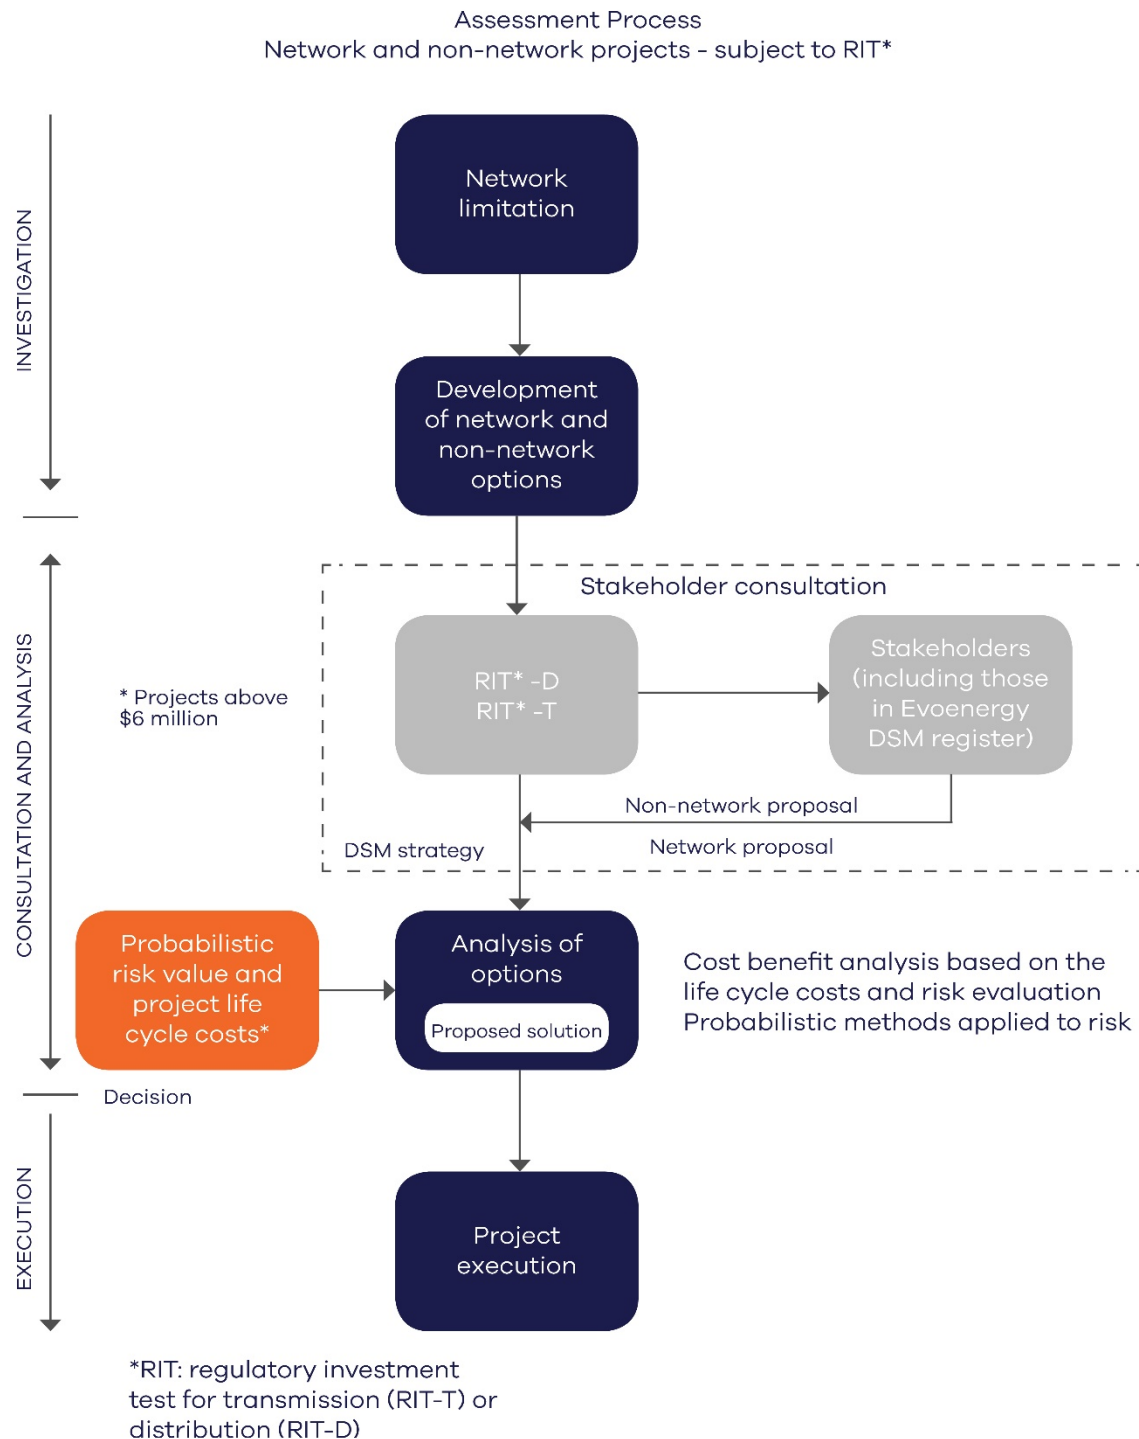 Assessment Process
Network and non-network projects - subject to RIT*
INVESTIGATION
Network
limitation
Development
of network and
non-network
options
CONSULTATION AND ANALYSIS
* Projects above
$6 million
Stakeholder consultation
RIT* -D
RIT* -T
Stakeholders
(including those
in Evoenergy
DSM register)
Non-network proposal
DSM strategy
Network proposal
Probabilistic
risk value and
project life
cycle costs*
Analysis of
options
Proposed solution
Cost benefit analysis based on the
life cycle costs and risk evaluation
Probabilistic methods applied to risk
Decision
EXECUTION
Project
execution
*RIT: regulatory investment
test for transmission (RIT-T) or
distribution (RIT-D)